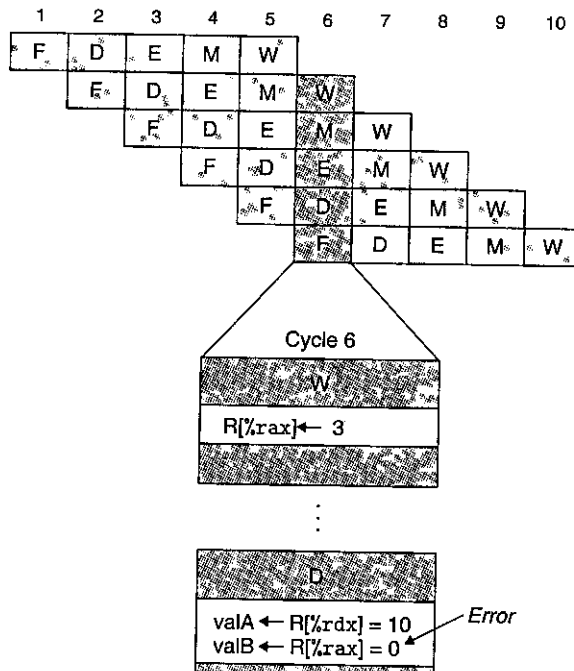 1 2 3 4 5 6 7 8 9 10
F D E M W
F D E M W
F D E M W
F D E M W
F D E M W
F D E M W
Cycle 6
W
R[%rax]← 3
D
valA ← R[%rdx] = 10
Error
valB ← R[%rax] = 0